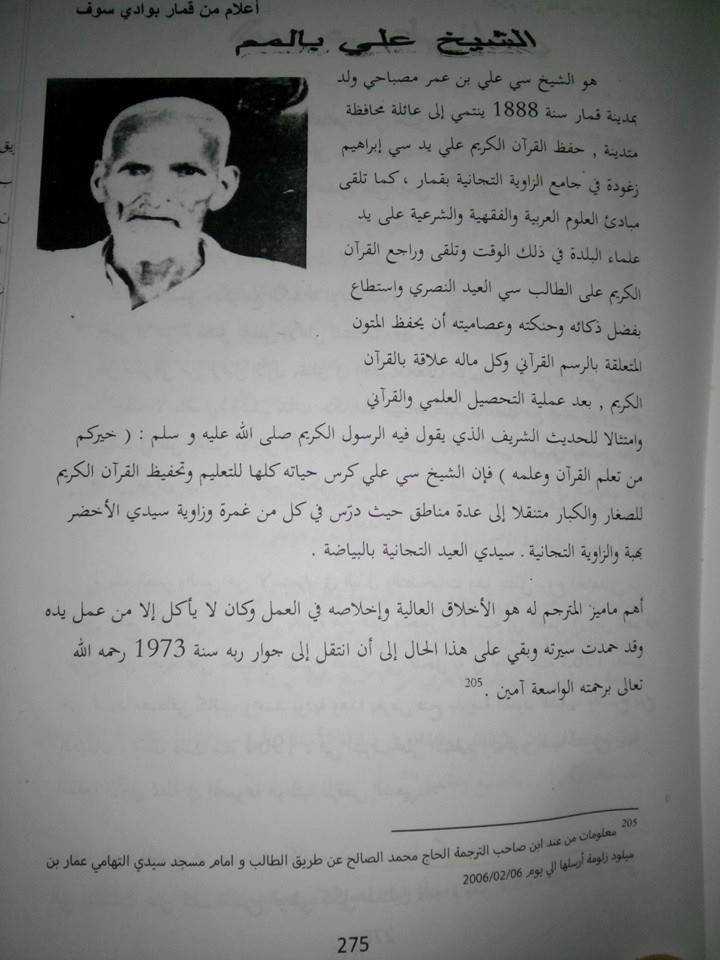 أعلام من قمار بوادي سوف
الشيخ علي بالمم
هو الشيخ سي علي بن عمر مصباحي ولد
بمدينة قمار سنة 1888 ينتمي إلى عائلة محافظة
متدينة , حفظ القرآن الكريم علي يد سي إبراهيم
زغودة في جامع الزاوية التجانية بقمار ، كما تلقى
مبادئ العلوم العربية والفقهية والشرعية على يد
علماء البلدة في ذلك الوقت وتلقى وراجع القرآن
الكريم على الطالب سي العيد النصري واستطاع
بفضل ذكائه وحنكته وعصاميته أن يحفظ المتون
المتعلقة بالرسم القرآني وكل ماله علاقة بالقرآن
الكريم , بعد عملية التحصيل العلمي والقرآني
وامتثالا للحديث الشريف الذي يقول فيه الرسول الكريم صلى الله عليه و سلم : ( خيركم
من تعلم القرآن وعلمه ) فإن الشيخ سي علي كرس حياته كلها للتعليم وتحفيظ القرآن الكريم
للصغار والكبار متنقلا إلى عدة مناطق حيث درّس في كل من غمرة وزاوية سيدي الأخضر
بهبة والزاوية التجانية . سيدي العيد التجانية بالبياضة .
أهم ماميز المترجم له هو الأخلاق العالية وإخلاصه في العمل وكان لا يأكل إلا من عمل يده
وقد حمدت سيرته وبقي على هذا الحال إلى أن انتقل إلى جوار ربه سنة 1973 رحمه الله
تعالى برحمته الواسعة آمين .205
205 معلومات من عند ابن صاحب الترجمة الحاج محمد الصالح عن طريق الطالب و امام مسجد سيدي التهامي عمار بن
ميلود زلومة أرسلها الي يوم 2006/02/06
275